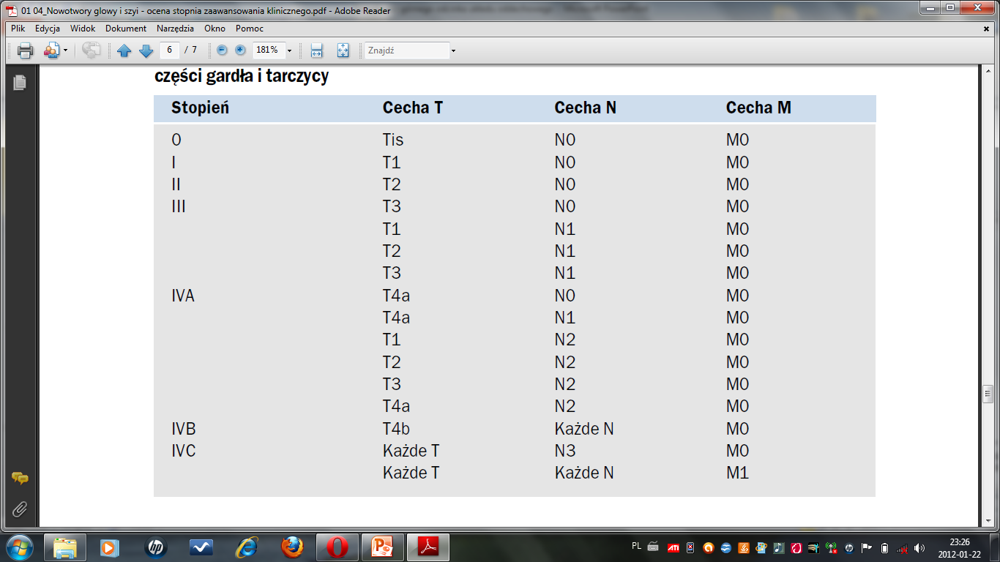 01 04_Nowotwory glowy i szyi - ocena stopnia zaawansowania klinicznego.pdf - Adobe Reader
Plik Edycja Widok Dokument Narzędzia Okno Pomoc
6 / 7 181% Znajdź
części gardła i tarczycy
Stopień Cecha T Cecha N Cecha M
0 Tis N0 M0
I T1 N0 M0
II T2 N0 M0
III T3 N0 M0
T1 N1 M0
T2 N1 M0
T3 N1 M0
IVA T4a N0 M0
T4a N1 M0
T1 N2 M0
T2 N2 M0
T3 N2 M0
T4a N2 M0
IVB T4b Każde N M0
IVC Każde T N3 M0
Każde T Każde N M1
PL
23:26
2012-01-22